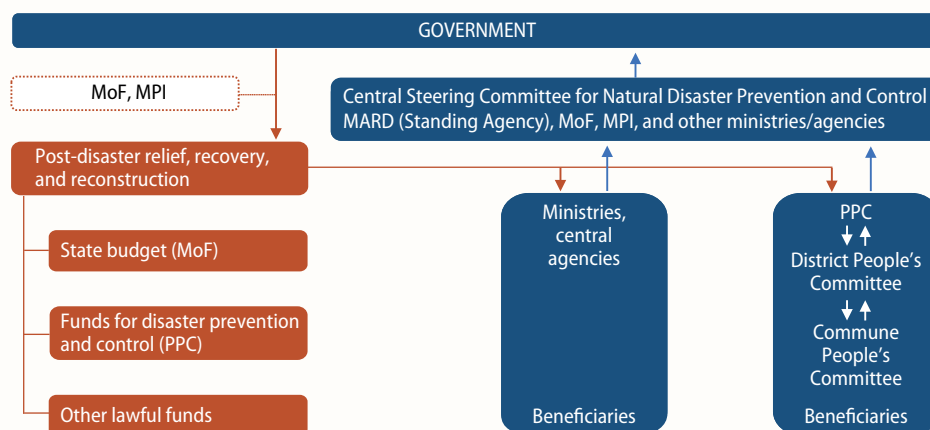 GOVERNMENT
MoF, MPI
Central Steering Committee for Natural Disaster Prevention and Control
MARD (Standing Agency), MoF, MPI, and other ministries/agencies
Post-disaster relief, recovery,
and reconstruction
State budget (MoF)
Funds for disaster prevention
and control (PPC)
Other lawful funds
Ministries,
central
agencies
Beneficiaries
PPC
District People’s
Committee
Commune
People’s
Committee
Beneficiaries